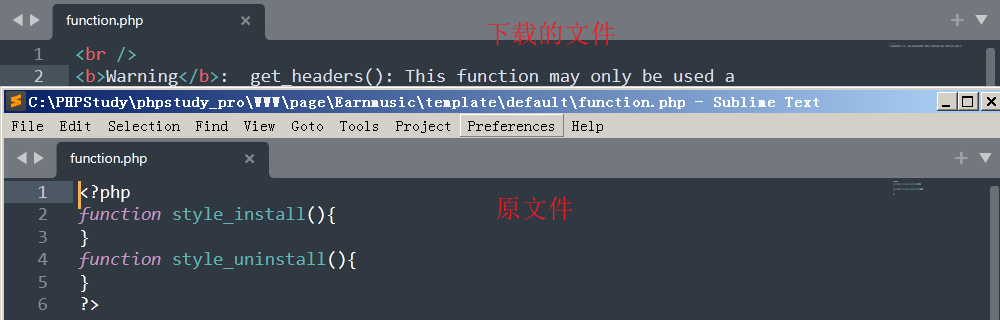 function.php
下载的文件
1 <br />
2 <b>Warning</b>:  get_headers(): This function may only be used a
C:\PHPStudy\phpstudy_pro\WWW\page\Earnmusic\template\default\function.php - Sublime Text
File Edit Selection Find View Goto Tools Project Preferences Help
function.php
1 <?php
原文件
2 function style_install(){
3 }
4 function style_uninstall(){
5 }
6 ?>